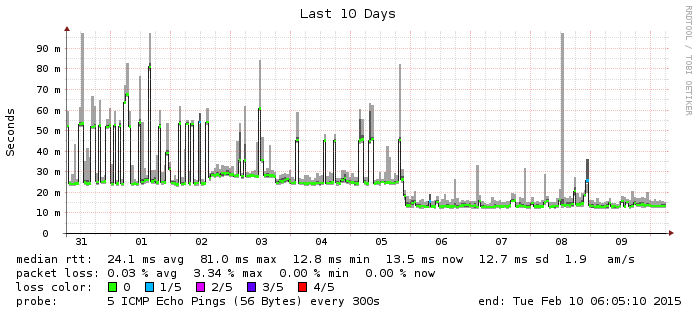 Last 10 Days
RRDTOOL / TOBI OETIKER
Seconds
90 m
80 m
70 m
60 m
50 m
40 m
30 m
20 m
10 m
0
31 01 02 03 04 05 06 07 08 09
median rtt: 24.1 ms avg 81.0 ms max 12.8 ms min 13.5 ms now 12.7 ms sd 1.9 am/s
packet loss: 0.03 % avg 3.34 % max 0.00 % min 0.00 % now
loss color: 0 1/5 2/5 3/5 4/5
probe: 5 ICMP Echo Pings (56 Bytes) every 300s end: Tue Feb 10 06:05:10 2015